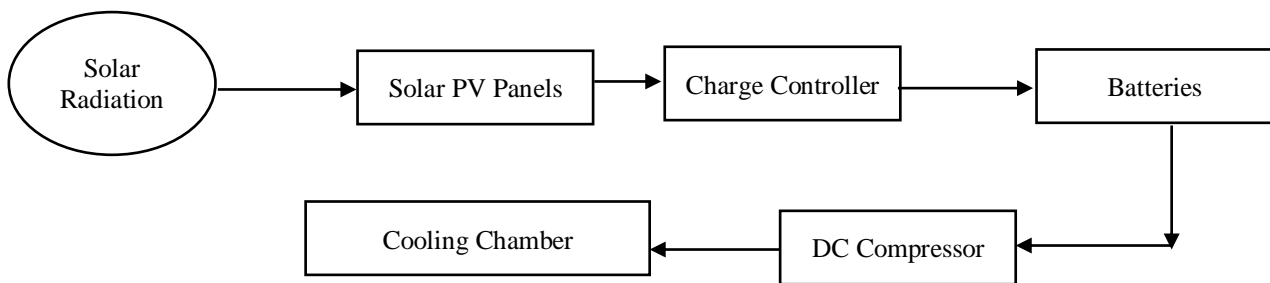 Solar
Radiation
Solar PV Panels
Charge Controller
Batteries
Cooling Chamber
DC Compressor